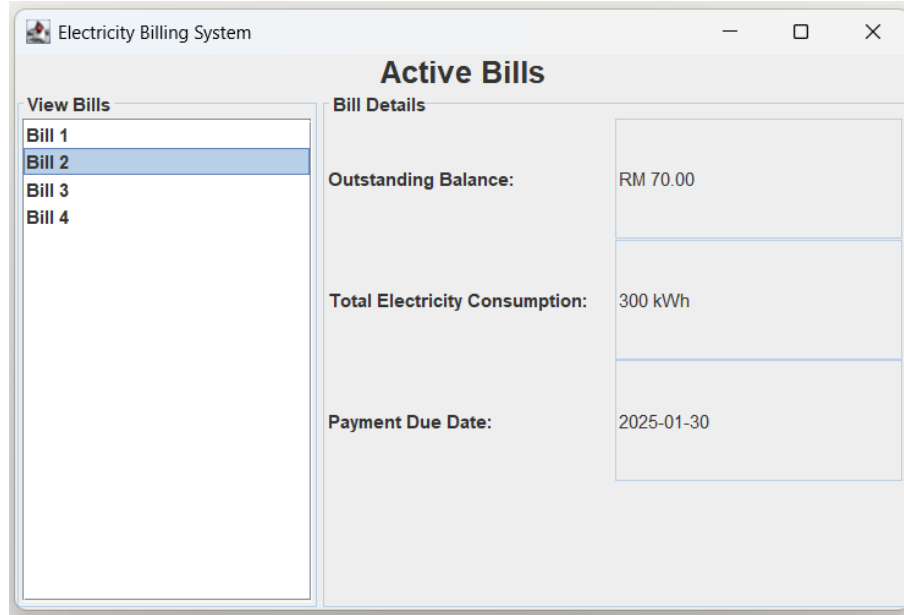 Electricity Billing System
Active Bills
View Bills
Bill 1
Bill 2
Bill 3
Bill 4
Bill Details
Outstanding Balance: RM 70.00
Total Electricity Consumption: 300 kWh
Payment Due Date: 2025-01-30